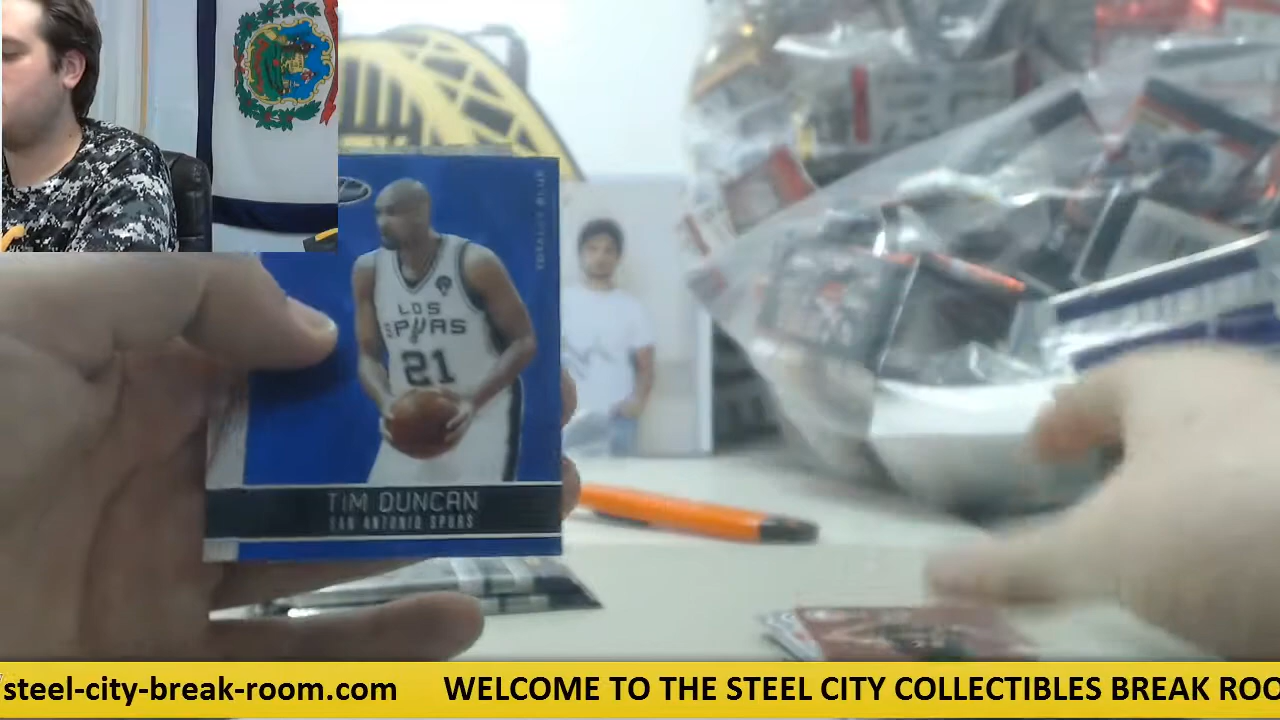 LOS
SPURS
21
TIM DUNCAN
SAN ANTONIO SPURS
steel-city-break-room.com WELCOME TO THE STEEL CITY COLLECTIBLES BREAK ROO